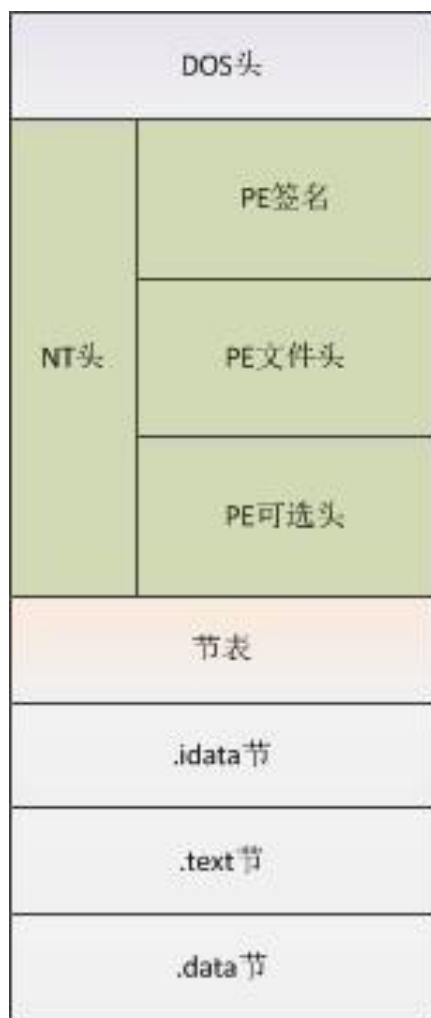 DOS头
PE签名
NT头
PE文件头
PE可选头
节表
.idata节
.text节
.data节